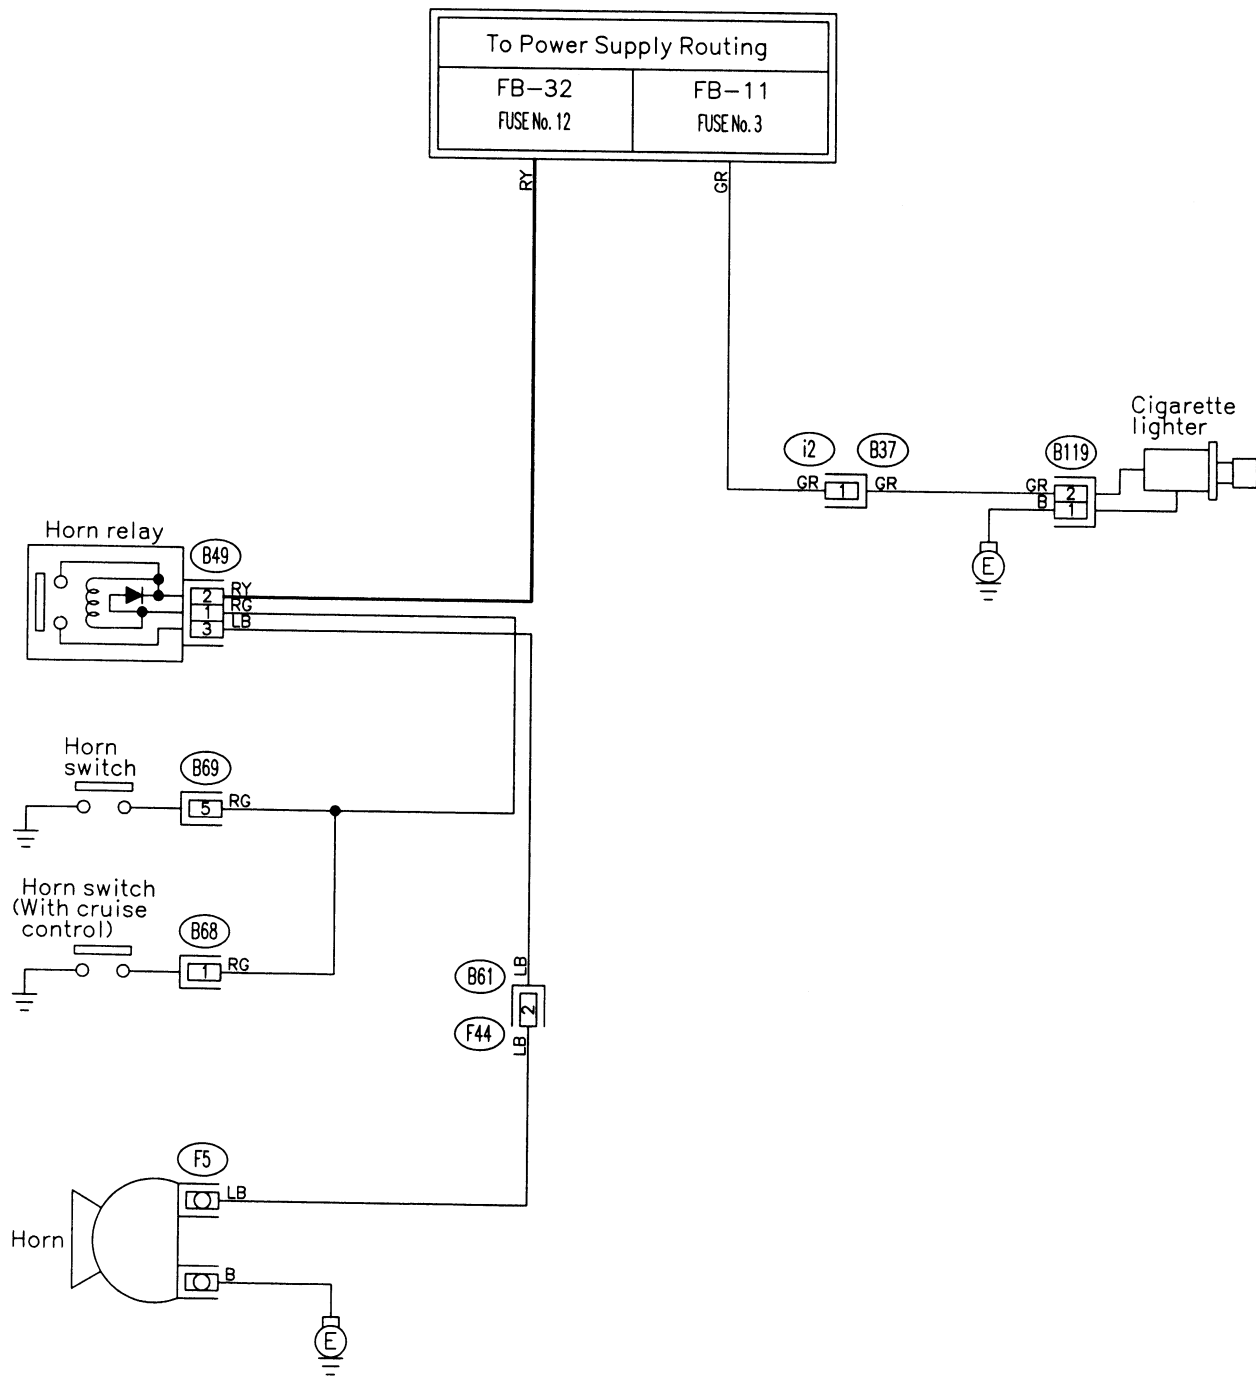 To Power Supply Routing
FB-32
FUSE No. 12
FB-11
FUSE No. 3
RY
GR
Cigarette
lighter
i2
B37
B119
GR
1
GR
GR
2
B
1
E
Horn relay
B49
2
RY
1
RG
3
LB
Horn
switch
B69
5
RG
Horn switch
(With cruise
control)
B68
1
RG
B61
LB
2
F44
LB
F5
LB
Horn
B
E